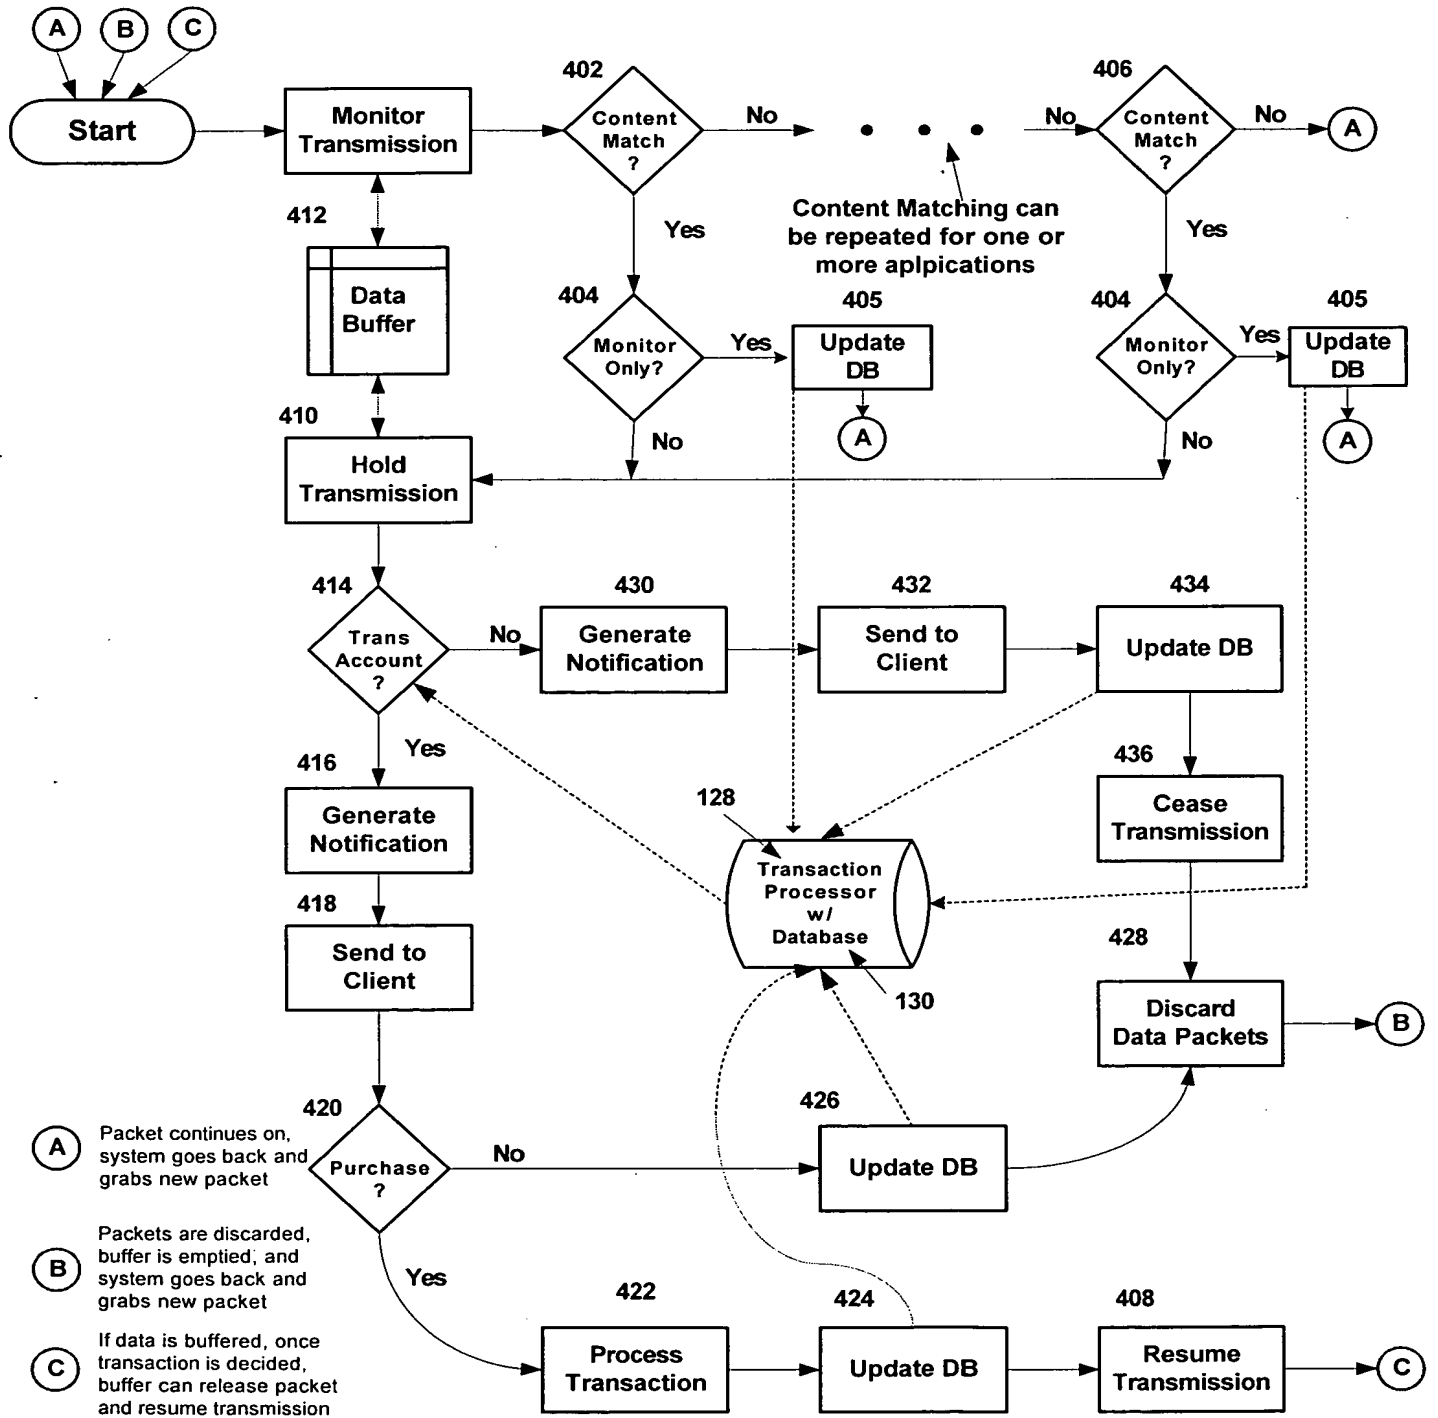 A B C
Start
Monitor
Transmission
402
Content
Match
?
No
No
406
Content
Match
?
No
A
Content Matching can
be repeated for one or
more aplpications
412
Data
Buffer
Yes
Yes
404
Monitor
Only?
Yes
405
Update
DB
A
No
404
Monitor
Only?
Yes
405
Update
DB
A
No
410
Hold
Transmission
414
Trans
Account
?
No
430
Generate
Notification
432
Send to
Client
434
Update DB
Yes
416
Generate
Notification
436
Cease
Transmission
128
Transaction
Processor
w/
Database
130
418
Send to
Client
428
Discard
Data Packets
B
420
Purchase
?
No
426
Update DB
Yes
422
Process
Transaction
424
Update DB
408
Resume
Transmission
C
A
Packet continues on,
system goes back and
grabs new packet
B
Packets are discarded,
buffer is emptied, and
system goes back and
grabs new packet
C
If data is buffered, once
transaction is decided,
buffer can release packet
and resume transmission